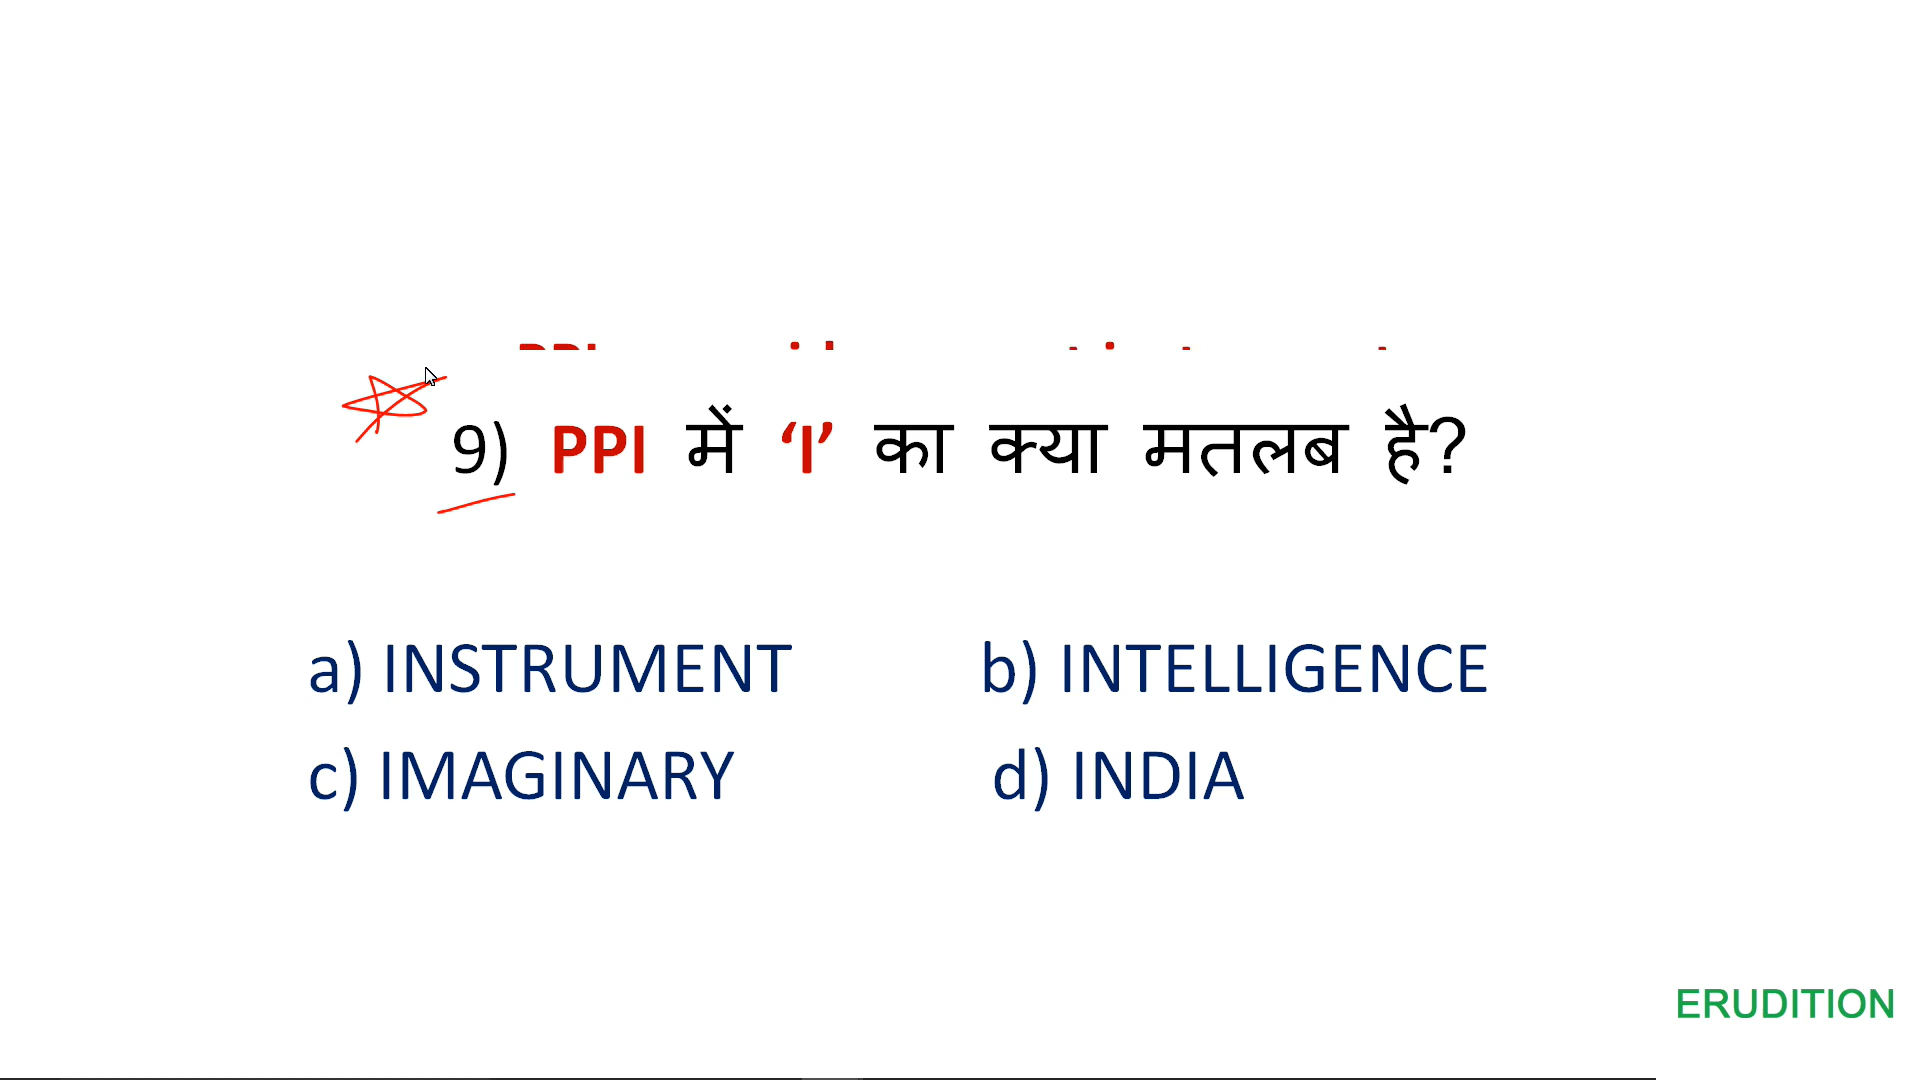 9) PPI में ‘I’ का क्या मतलब है?
a) INSTRUMENT b) INTELLIGENCE
c) IMAGINARY d) INDIA
ERUDITION